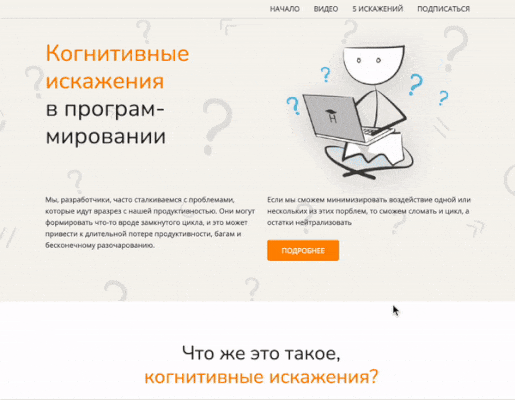 НАЧАЛО ВИДЕО 5 ИСКАЖЕНИЙ ПОДПИСАТЬСЯ
Когнитивные
искажения
в програм-
мировании
Мы, разработчики, часто сталкиваемся с проблемами,
которые идут вразрез с нашей продуктивностью. Они могут
формировать что-то вроде замкнутого цикла, и это может
привести к длительной потере продуктивности, багам и
бесконечному разочарованию.
Если мы сможем минимизировать воздействие одной или
нескольких из этих порблем, то сможем сломать и цикл, а
остатки нейтрализовать
ПОДРОБНЕЕ
Что же это такое,
когнитивные искажения?